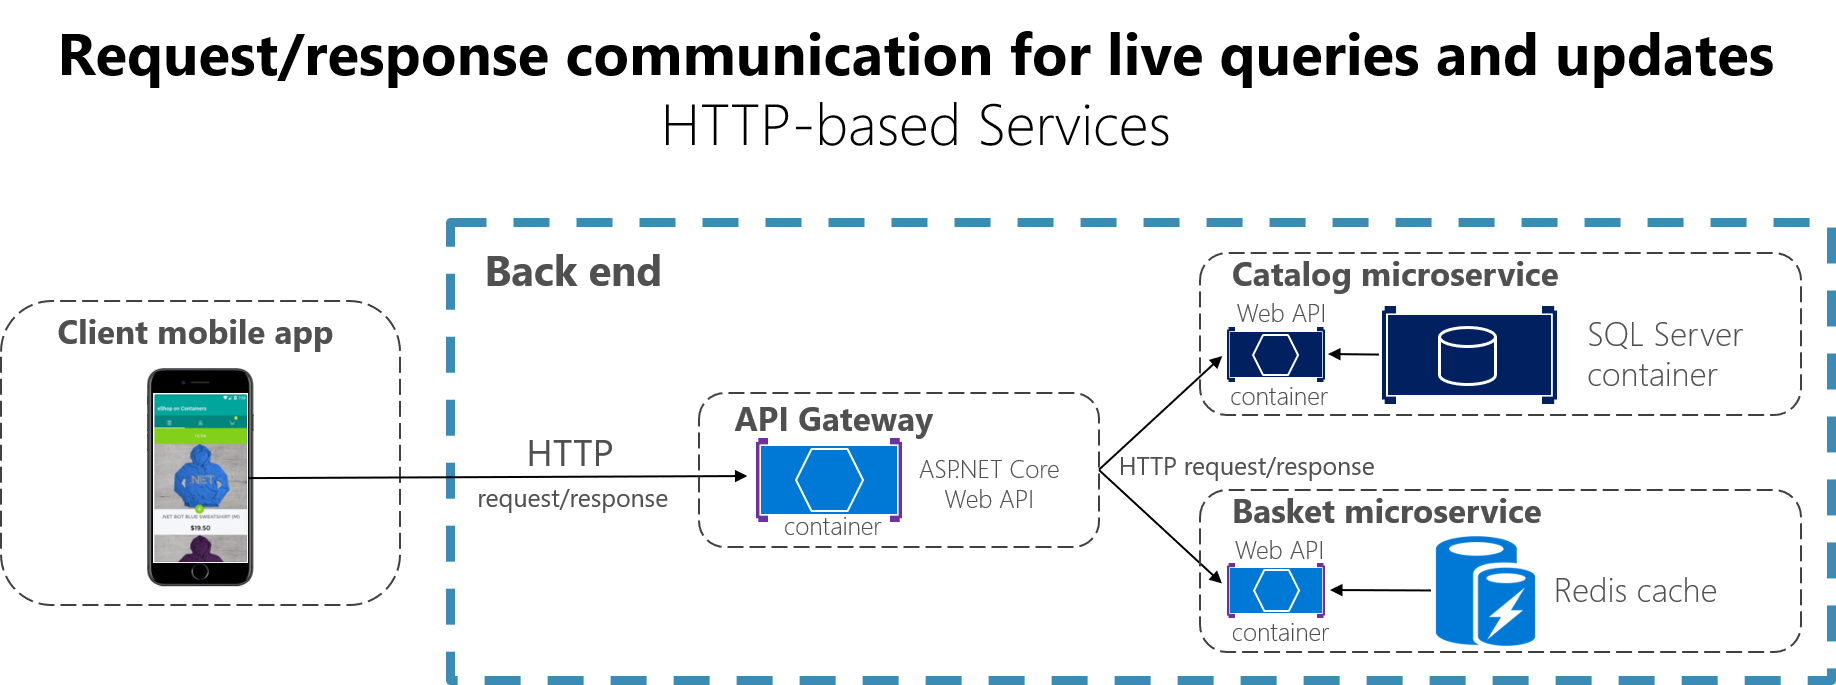 Request/response communication for live queries and updates
HTTP-based Services
Back end
Client mobile app
eShop on Containers
.NET
.NET BOT BLUE SWEATSHIRT (M)
$19.50
HTTP
request/response
API Gateway
ASP.NET Core
Web API
container
HTTP request/response
Catalog microservice
Web API
container
SQL Server
container
Basket microservice
Web API
container
Redis cache